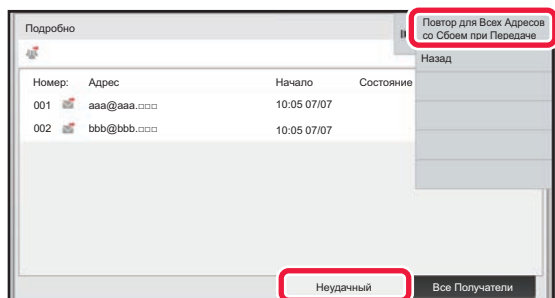 Подробно
Повтор для Всех Адресов
со Сбоем при Передаче
Назад
Номер: Адрес Начало Состояние
001 aaa@aaa.□□□ 10:05 07/07
002 bbb@bbb.□□□ 10:05 07/07
Неудачный Все Получатели